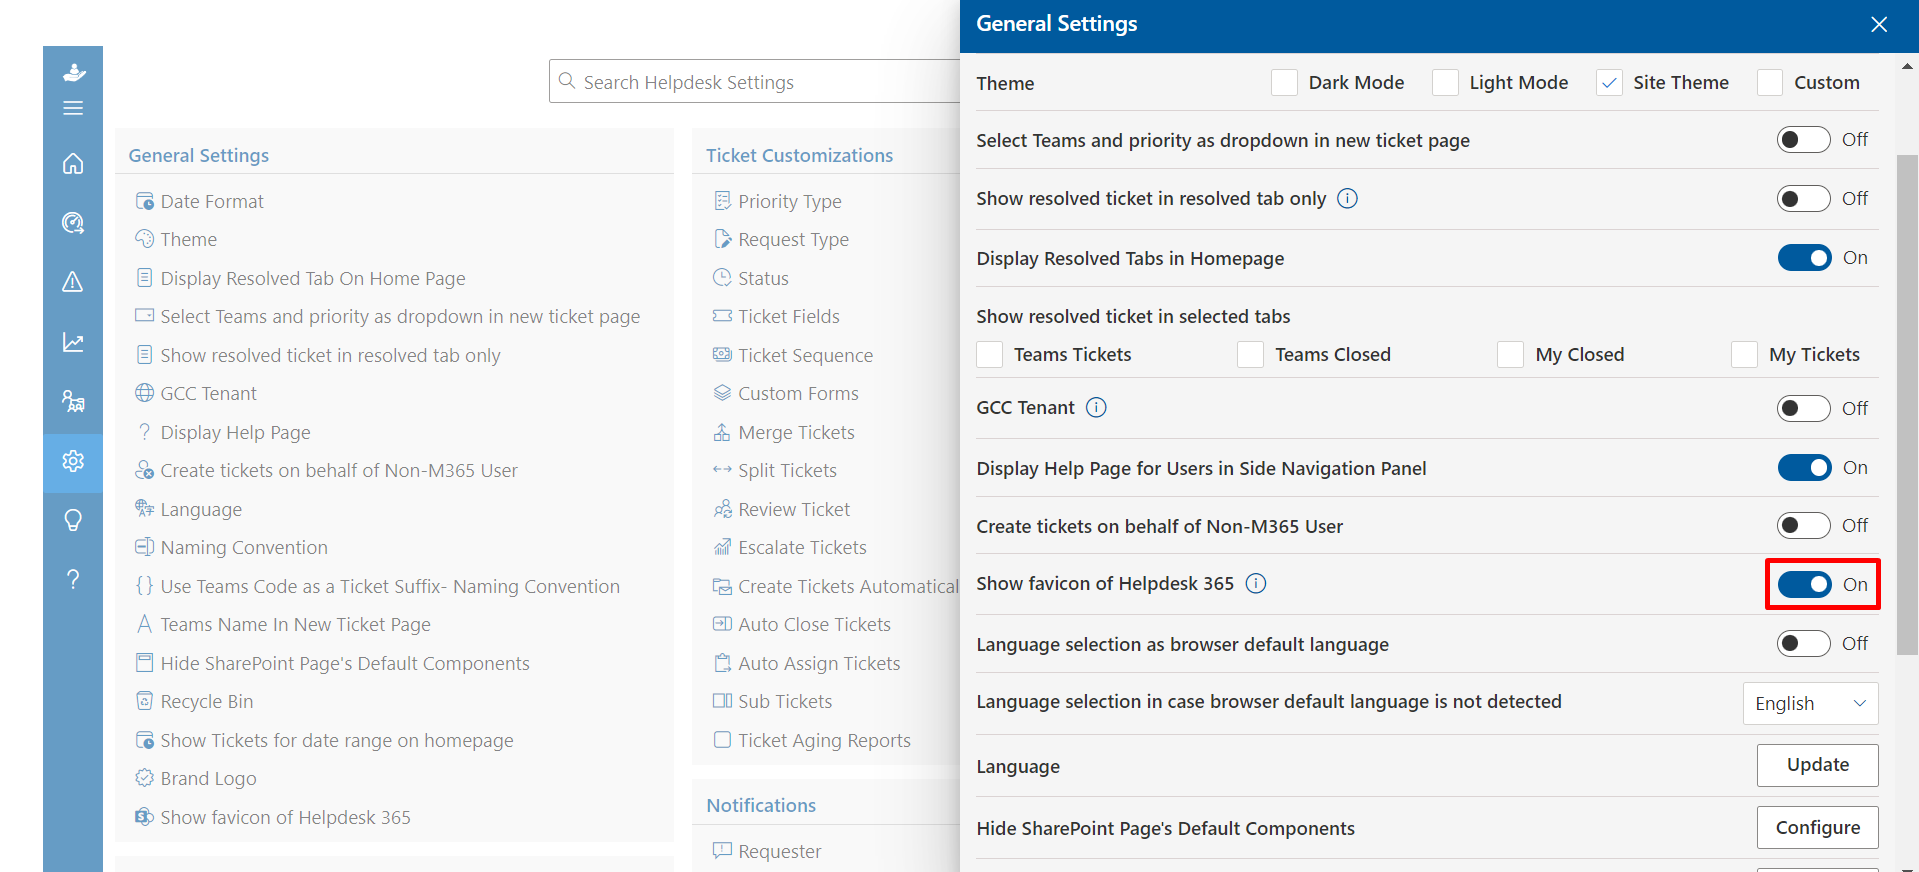 Search Helpdesk Settings
General Settings
Date Format
Theme
Display Resolved Tab On Home Page
Select Teams and priority as dropdown in new ticket page
Show resolved ticket in resolved tab only
GCC Tenant
Display Help Page
Create tickets on behalf of Non-M365 User
Language
Naming Convention
Use Teams Code as a Ticket Suffix- Naming Convention
Teams Name In New Ticket Page
Hide SharePoint Page's Default Components
Recycle Bin
Show Tickets for date range on homepage
Brand Logo
Show favicon of Helpdesk 365
Ticket Customizations
Priority Type
Request Type
Status
Ticket Fields
Ticket Sequence
Custom Forms
Merge Tickets
Split Tickets
Review Ticket
Escalate Tickets
Create Tickets Automatical
Auto Close Tickets
Auto Assign Tickets
Sub Tickets
Ticket Aging Reports
Notifications
Requester
General Settings
Theme Dark Mode Light Mode Site Theme Custom
Select Teams and priority as dropdown in new ticket page Off
Show resolved ticket in resolved tab only Off
Display Resolved Tabs in Homepage On
Show resolved ticket in selected tabs
Teams Tickets Teams Closed My Closed My Tickets
GCC Tenant Off
Display Help Page for Users in Side Navigation Panel On
Create tickets on behalf of Non-M365 User Off
Show favicon of Helpdesk 365 On
Language selection as browser default language Off
Language selection in case browser default language is not detected English
Language Update
Hide SharePoint Page's Default Components Configure